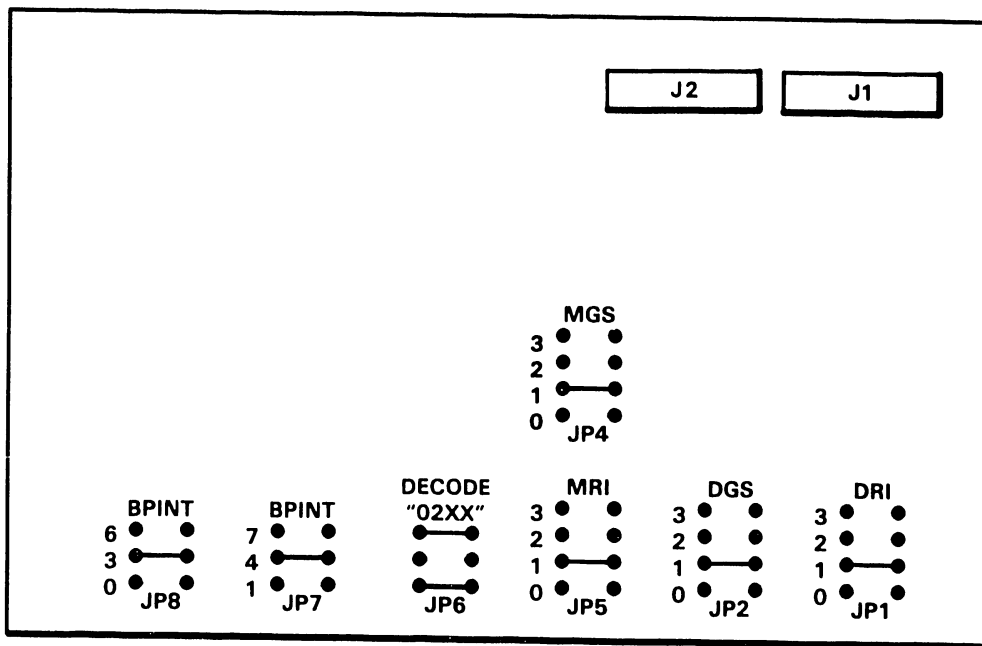 J2
J1
MGS
3
2
1
0
JP4
BPINT
6
3
0
JP8
BPINT
7
4
1
JP7
DECODE
"02XX"
JP6
MRI
3
2
1
0
JP5
DGS
3
2
1
0
JP2
DRI
3
2
1
0
JP1